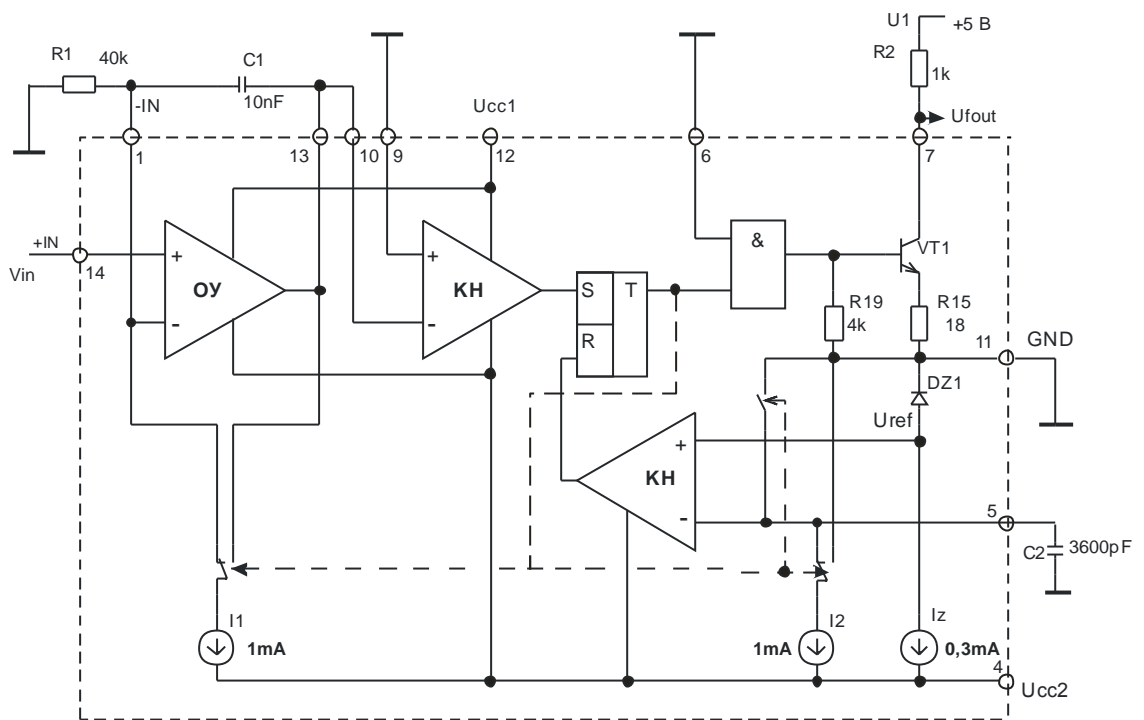 U1
+5 В
R1
40k
C1
R2
1k
10nF
-IN
Ucc1
Ufout
1
13
10
9
12
6
7
+IN
Vin
14
+
-
ОУ
+
-
КН
S
T
R
&
VT1
R19
4k
R15
18
11
GND
DZ1
Uref
+
-
КН
5
C2
3600pF
I1
1mA
I2
1mA
Iz
0,3mA
4
Ucc2